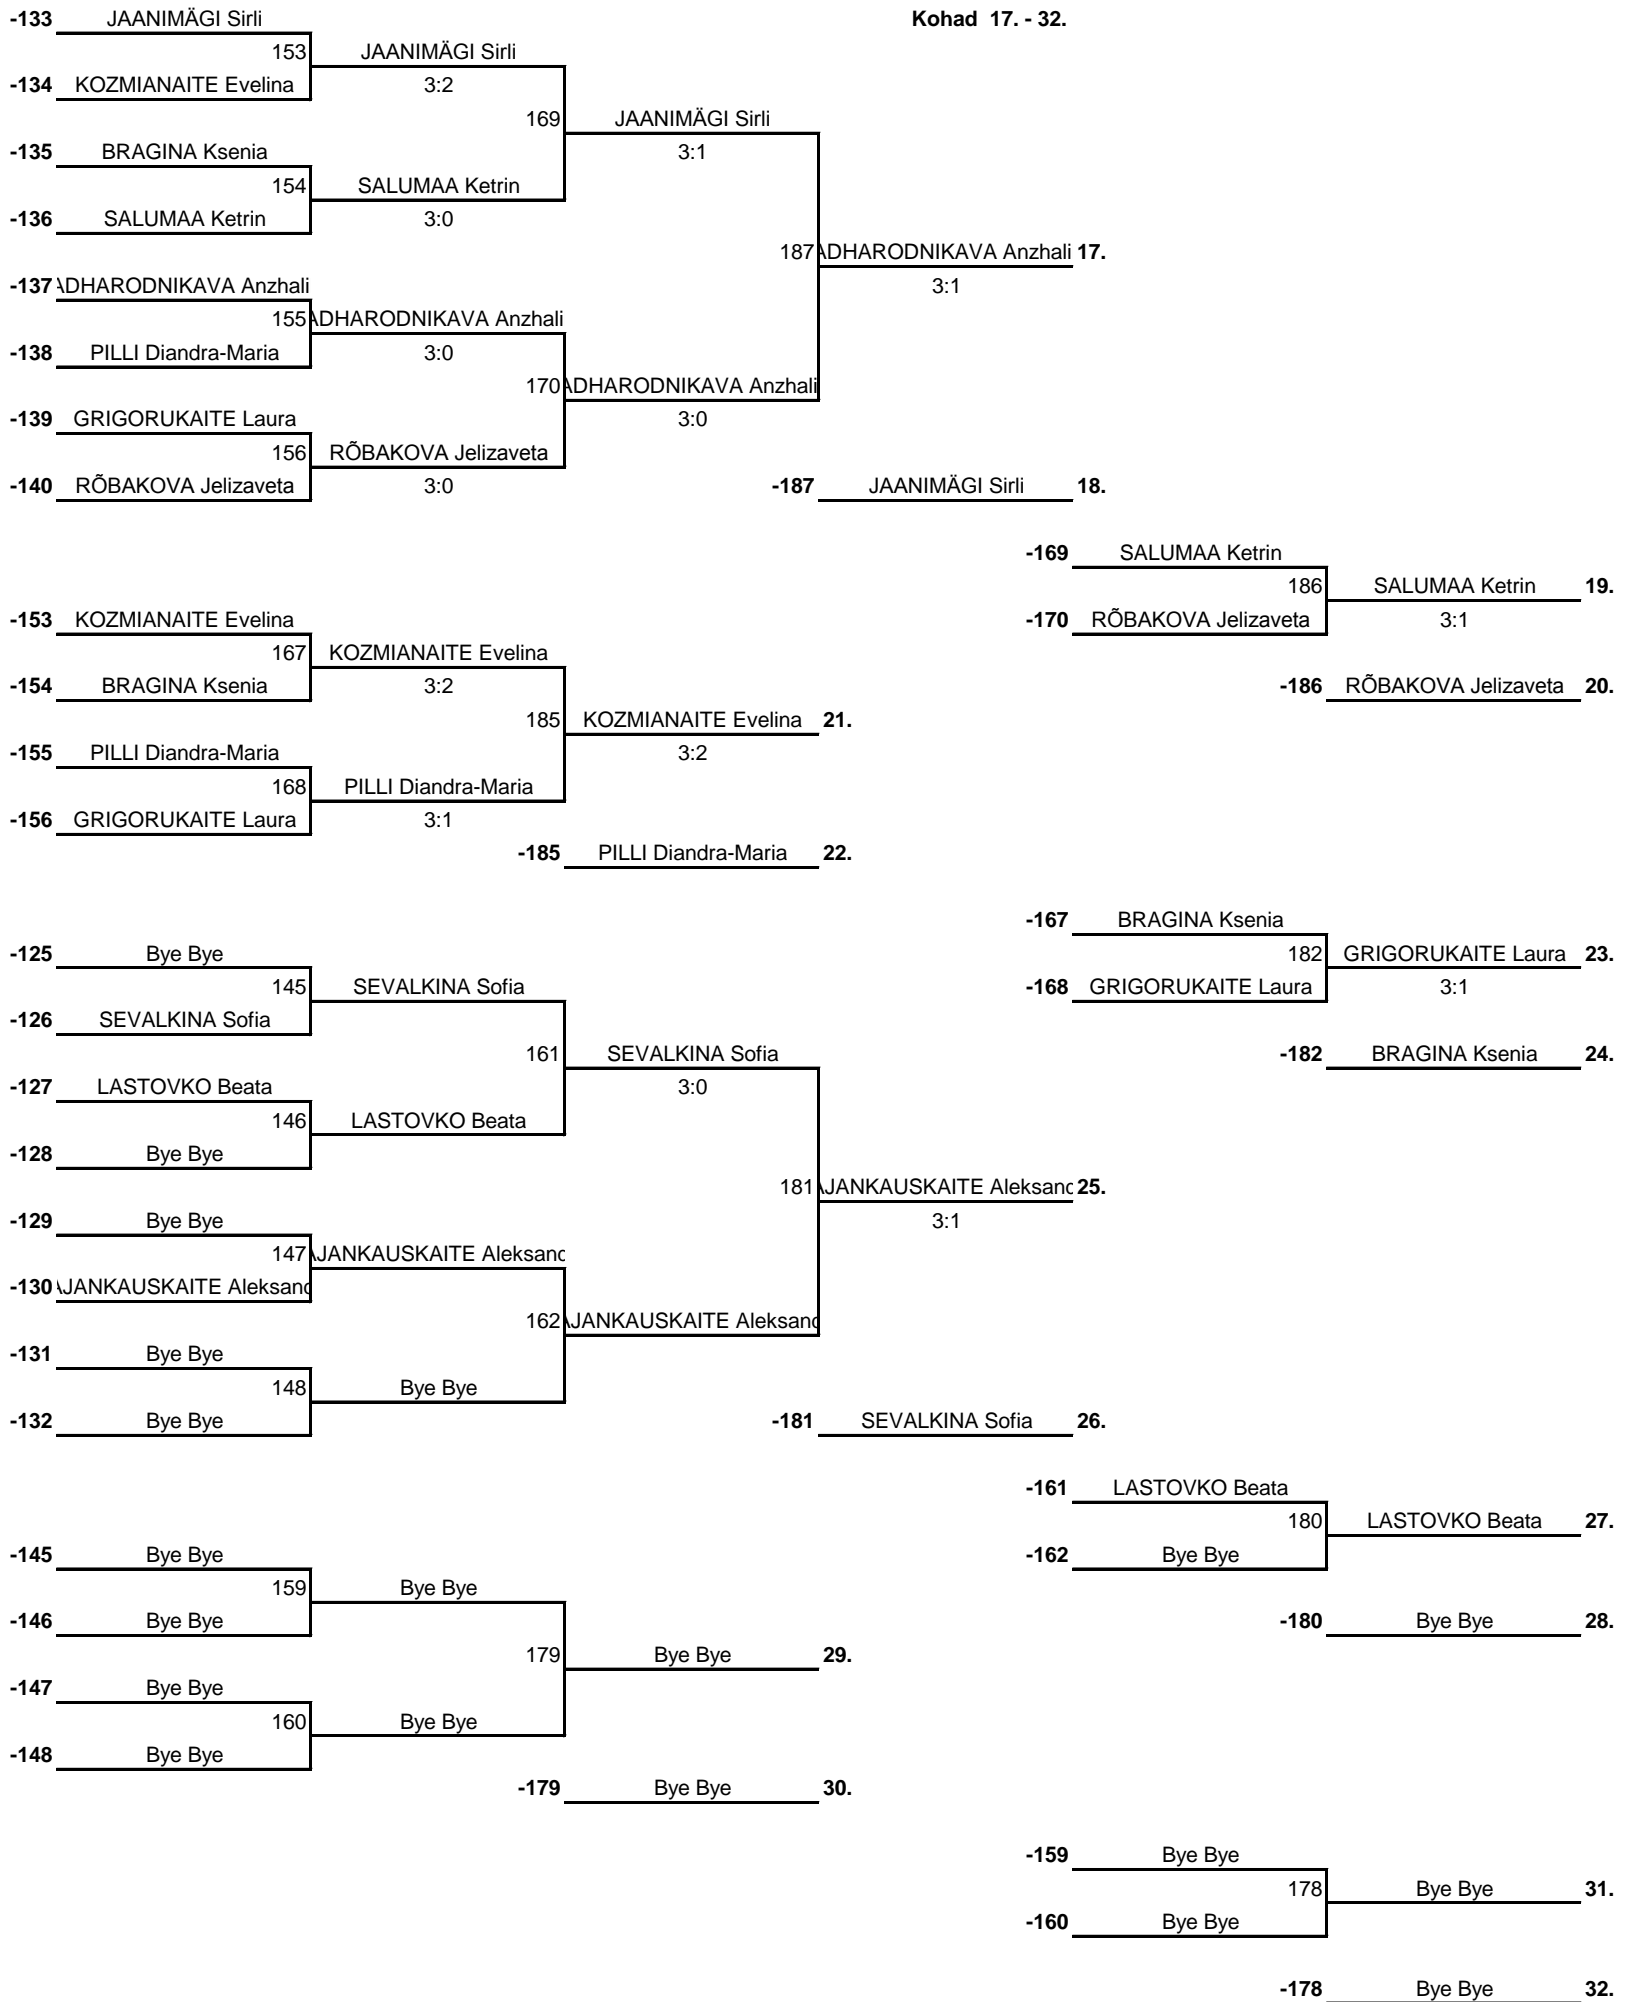 -133 JAANIMÄGI Sirli Kohad 17. - 32.
153 JAANIMÄGI Sirli
-134 KOZMIANAITE Evelina 3:2
169 JAANIMÄGI Sirli
-135 BRAGINA Ksenia 3:1
154 SALUMAA Ketrin
-136 SALUMAA Ketrin 3:0
187 ADHARODNIKAVA Anzhali 17.
-137 ADHARODNIKAVA Anzhali 3:1
155 ADHARODNIKAVA Anzhali
-138 PILLI Diandra-Maria 3:0
170 ADHARODNIKAVA Anzhali
-139 GRIGORUKAITE Laura 3:0
156 RÕBAKOVA Jelizaveta
-140 RÕBAKOVA Jelizaveta 3:0 -187 JAANIMÄGI Sirli 18.
-169 SALUMAA Ketrin
186 SALUMAA Ketrin 19.
-153 KOZMIANAITE Evelina -170 RÕBAKOVA Jelizaveta 3:1
167 KOZMIANAITE Evelina
-154 BRAGINA Ksenia 3:2 -186 RÕBAKOVA Jelizaveta 20.
185 KOZMIANAITE Evelina 21.
-155 PILLI Diandra-Maria 3:2
168 PILLI Diandra-Maria
-156 GRIGORUKAITE Laura 3:1
-185 PILLI Diandra-Maria 22.
-167 BRAGINA Ksenia
-125 Bye Bye 182 GRIGORUKAITE Laura 23.
145 SEVALKINA Sofia -168 GRIGORUKAITE Laura 3:1
-126 SEVALKINA Sofia
161 SEVALKINA Sofia -182 BRAGINA Ksenia 24.
-127 LASTOVKO Beata 3:0
146 LASTOVKO Beata
-128 Bye Bye
181 AJANKAUSKAITE Aleksand 25.
-129 Bye Bye 3:1
147 AJANKAUSKAITE Aleksand
-130 AJANKAUSKAITE Aleksand
162 AJANKAUSKAITE Aleksand
-131 Bye Bye
148 Bye Bye
-132 Bye Bye -181 SEVALKINA Sofia 26.
-161 LASTOVKO Beata
180 LASTOVKO Beata 27.
-145 Bye Bye -162 Bye Bye
159 Bye Bye
-146 Bye Bye -180 Bye Bye 28.
179 Bye Bye 29.
-147 Bye Bye
160 Bye Bye
-148 Bye Bye
-179 Bye Bye 30.
-159 Bye Bye
178 Bye Bye 31.
-160 Bye Bye
-178 Bye Bye 32.